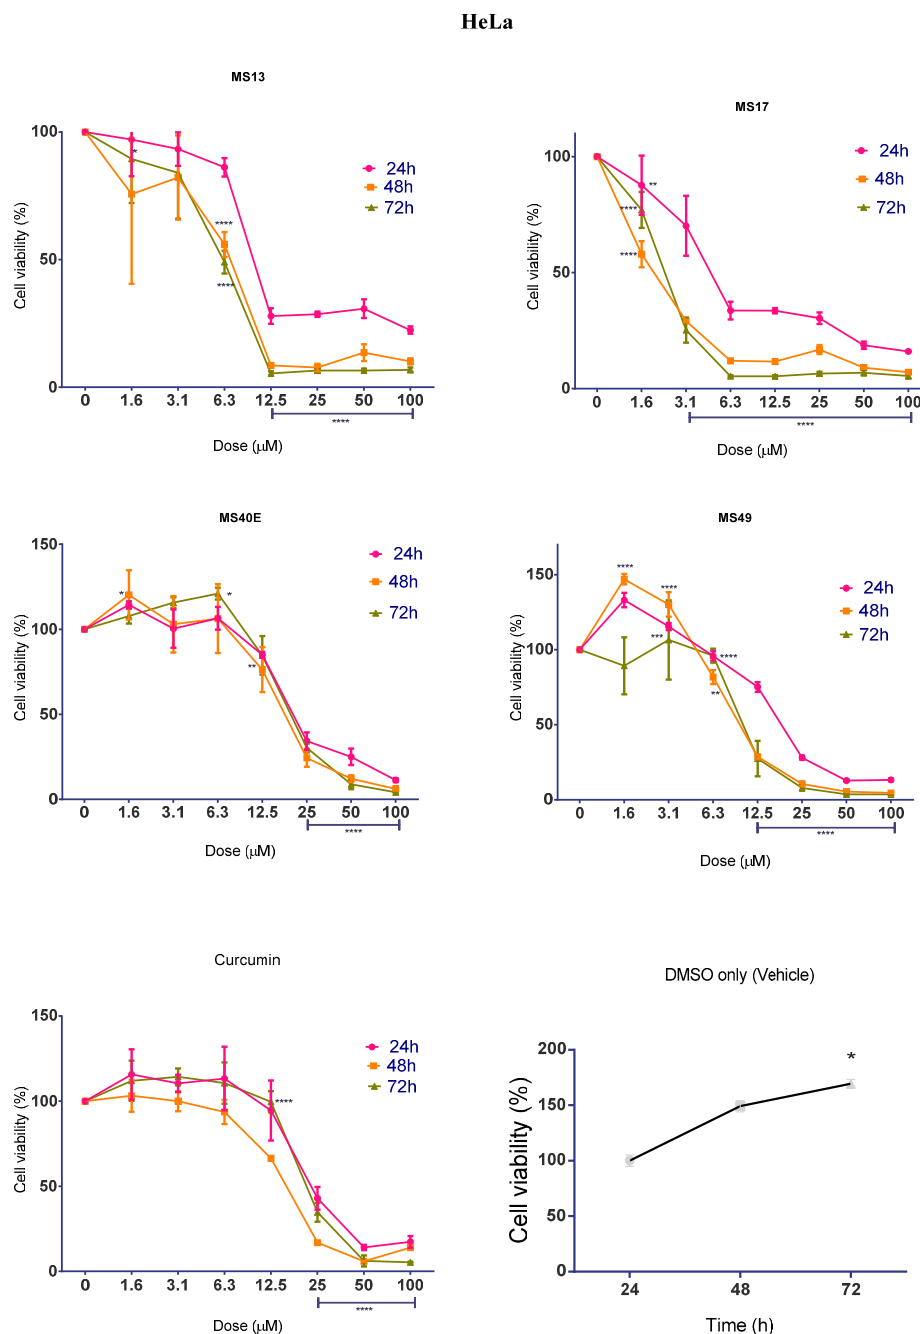 HeLa
MS13
100
50
0
Cell viability (%)
24h
48h
72h
*
****
****
0 1.6 3.1 6.3 12.5 25 50 100
****
Dose (μM)
MS17
100
50
0
Cell viability (%)
24h
48h
72h
**
****
****
0 1.6 3.1 6.3 12.5 25 50 100
****
Dose (μM)
MS40E
150
100
50
0
Cell viability (%)
24h
48h
72h
*
*
**
0 1.6 3.1 6.3 12.5 25 50 100
****
Dose (μM)
MS49
150
100
50
0
Cell viability (%)
24h
48h
72h
****
****
***
****
**
0 1.6 3.1 6.3 12.5 25 50 100
****
Dose (μM)
Curcumin
150
100
50
0
Cell viability (%)
24h
48h
72h
****
0 1.6 3.1 6.3 12.5 25 50 100
****
Dose (μM)
DMSO only (Vehicle)
200
150
100
50
0
Cell viability (%)
*
24 48 72
Time (h)